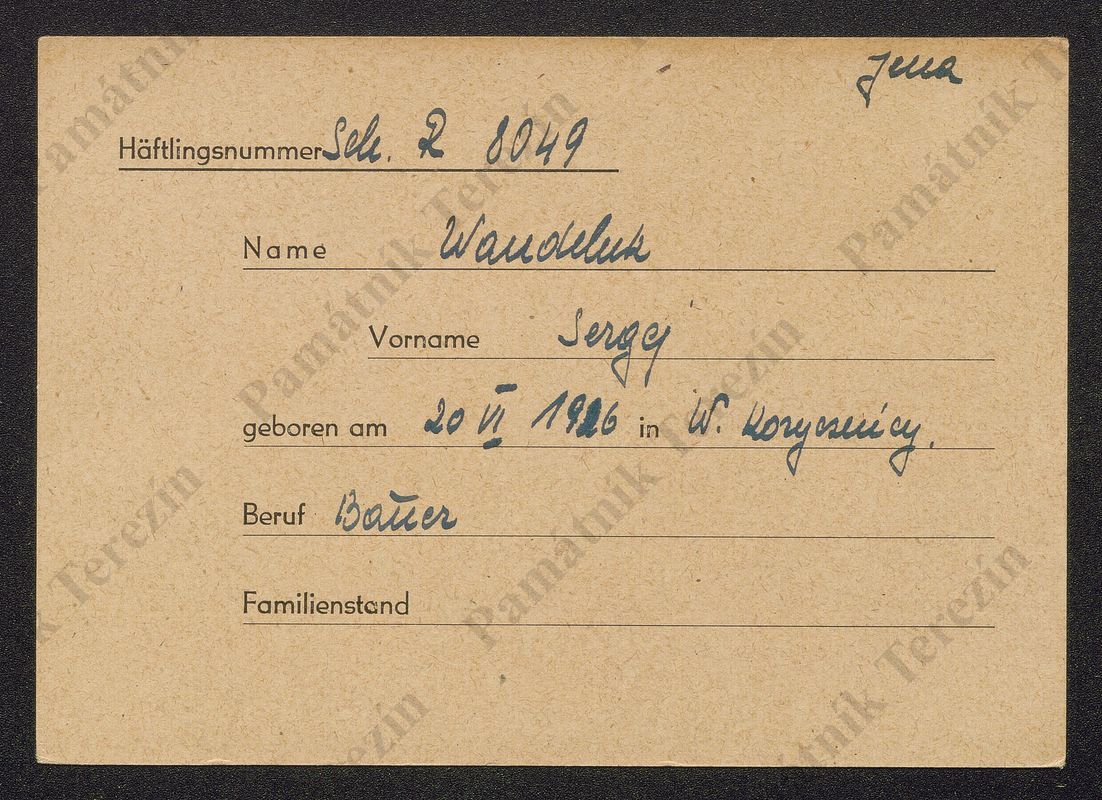 Jena
Häftlingsnummer Sch. R 8049
Name Wandeluk
Vorname Sergej
geboren am 20 VI 1926 in W. Korycznicy.
Beruf Bauer
Familienstand
Památník Terezín